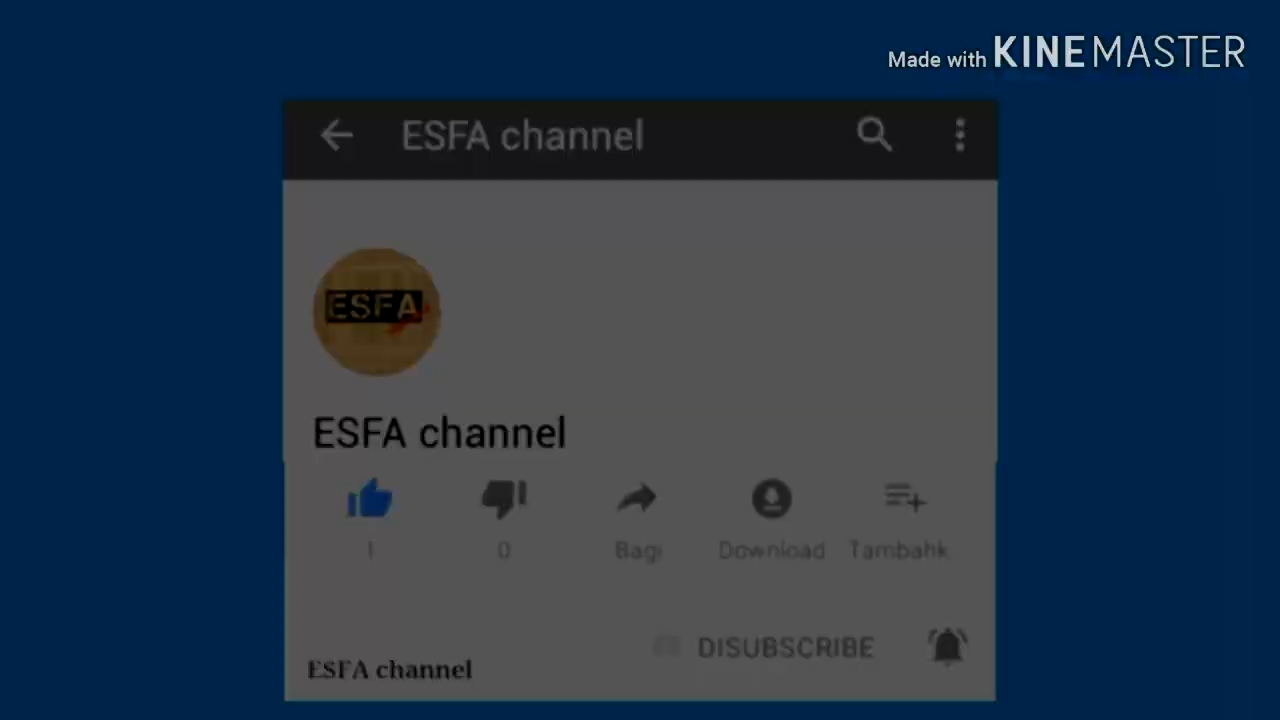 Made with KINEMASTER
ESFA channel
ESFA
ESFA channel
1 0 Bagi Download Tambahk
DISUBSCRIBE
ESFA channel